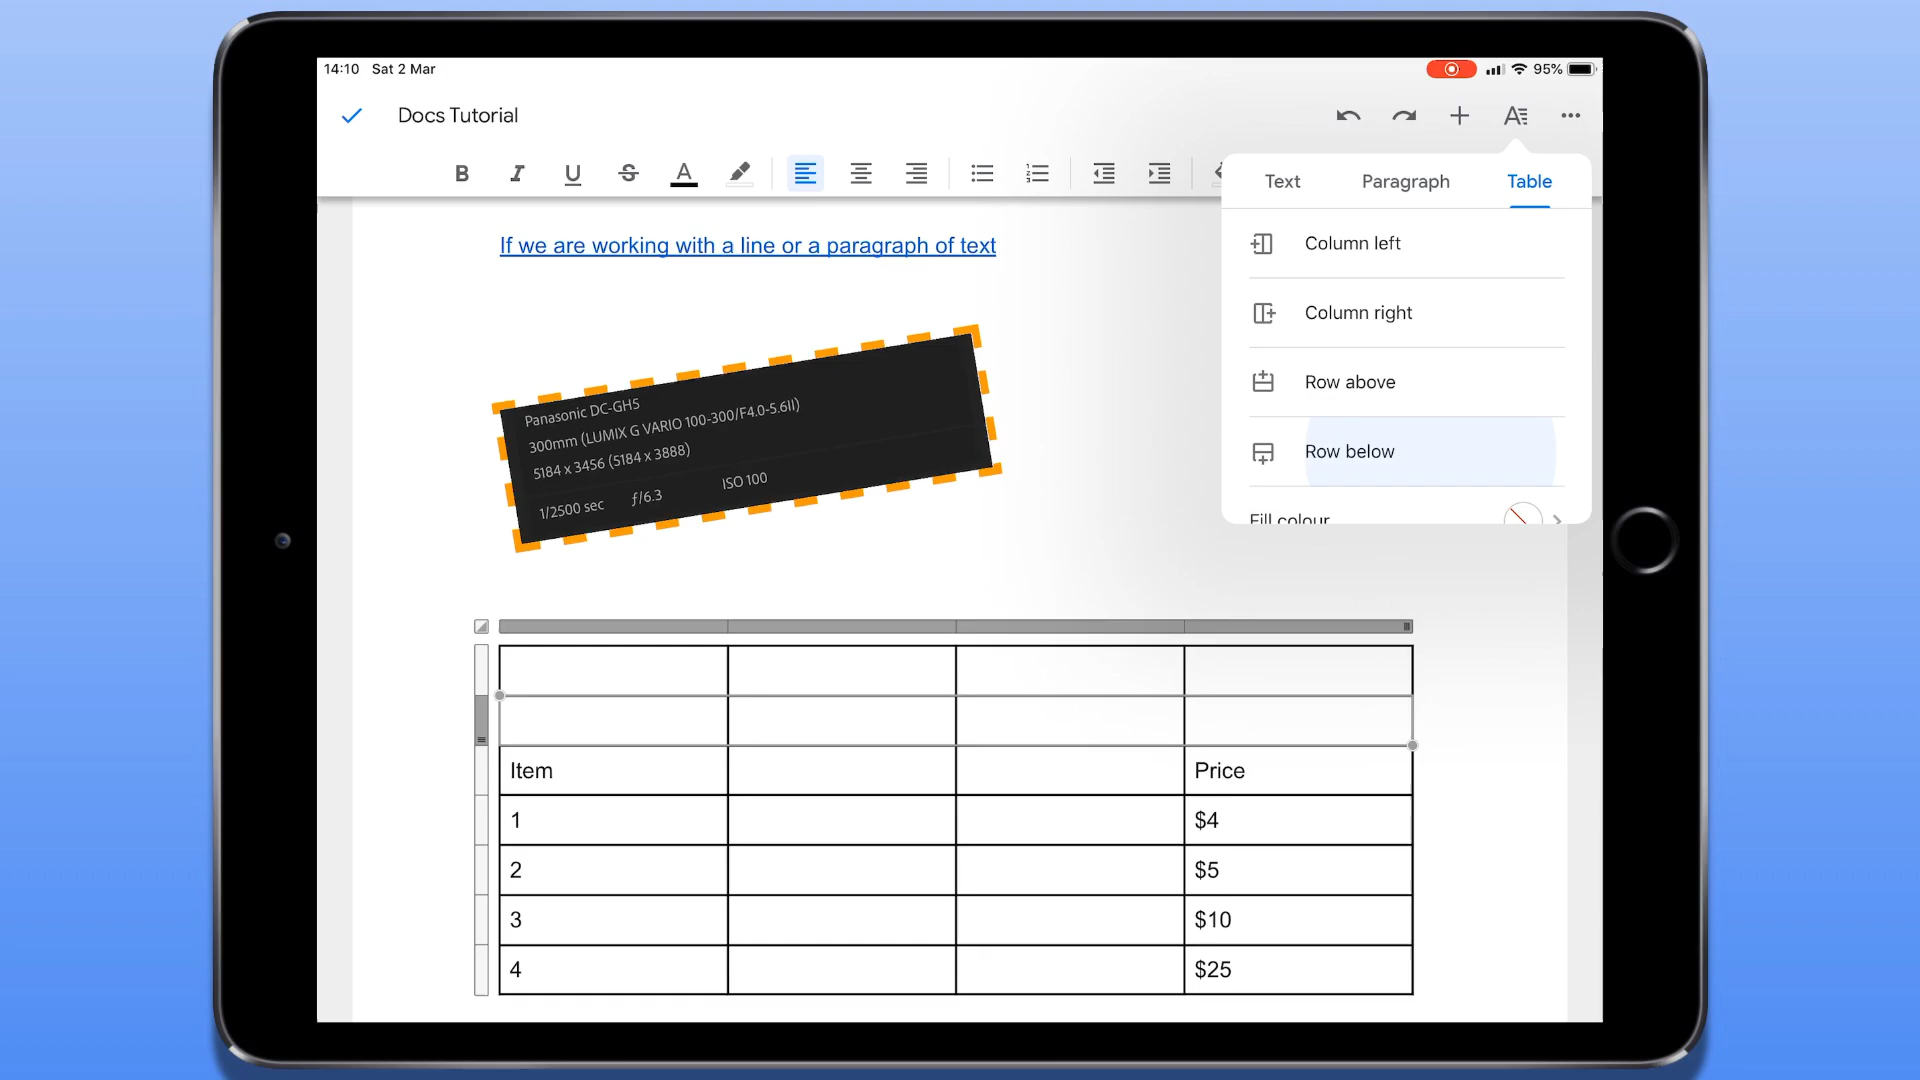 14:10 Sat 2 Mar
95%
Docs Tutorial
B I U S A
Text Paragraph Table
Column left
Column right
Row above
Row below
Fill colour
If we are working with a line or a paragraph of text
Panasonic DC-GH5
300mm (LUMIX G VARIO 100-300/F4.0-5.6II)
5184 x 3456 (5184 x 3888)
1/2500 sec ƒ/6.3 ISO 100
Item Price
1 $4
2 $5
3 $10
4 $25